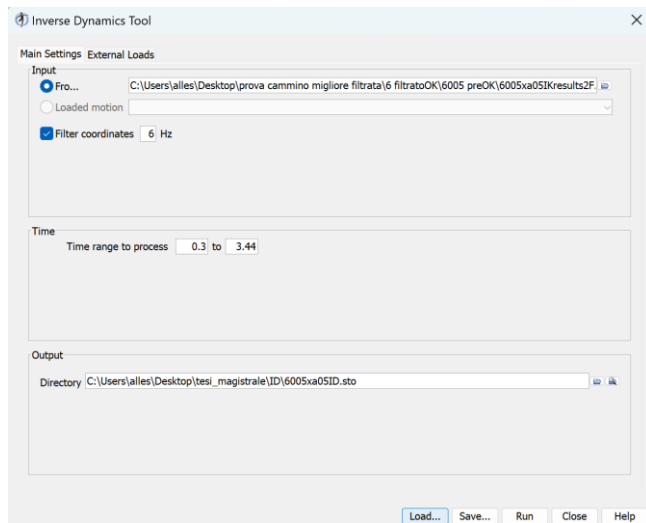 Inverse Dynamics Tool
Main Settings External Loads
Input
Fro... C:\Users\alles\Desktop\prova cammino migliore filtrata\6 filtratoOK\6005 preOK\6005xa05IKresults2F.
Loaded motion
Filter coordinates 6 Hz
Time
Time range to process 0.3 to 3.44
Output
Directory C:\Users\alles\Desktop\tesi_magistrale\ID\6005xa05ID.sto
Load... Save... Run Close Help